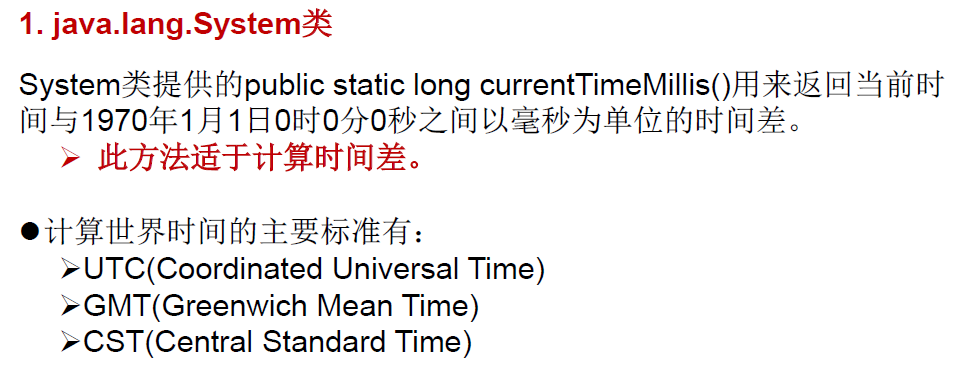 1. java.lang.System类
System类提供的public static long currentTimeMillis()用来返回当前时
间与1970年1月1日0时0分0秒之间以毫秒为单位的时间差。
➢ 此方法适于计算时间差。
●计算世界时间的主要标准有：
➢UTC(Coordinated Universal Time)
➢GMT(Greenwich Mean Time)
➢CST(Central Standard Time)